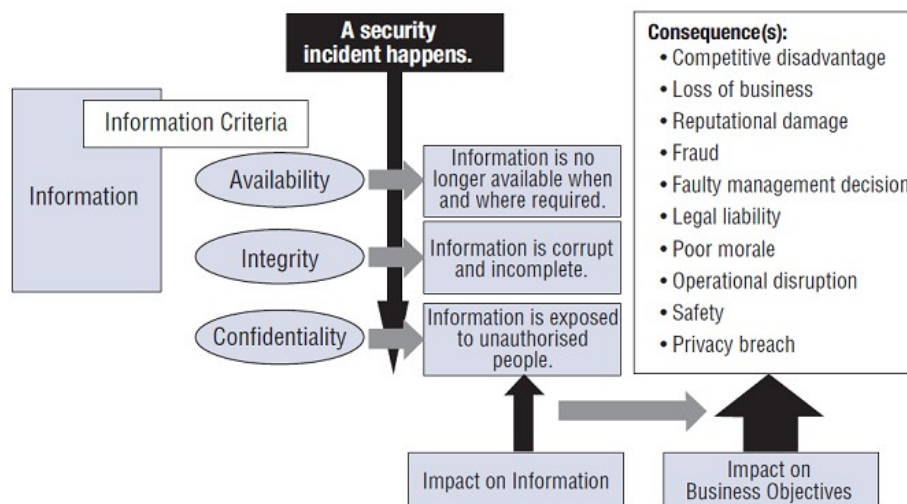 A security
incident happens.
Information Criteria
Information
Availability
Information is no
longer available when
and where required.
Integrity
Information is corrupt
and incomplete.
Confidentiality
Information is exposed
to unauthorised
people.
Impact on Information
Consequence(s):
• Competitive disadvantage
• Loss of business
• Reputational damage
• Fraud
• Faulty management decision
• Legal liability
• Poor morale
• Operational disruption
• Safety
• Privacy breach
Impact on
Business Objectives